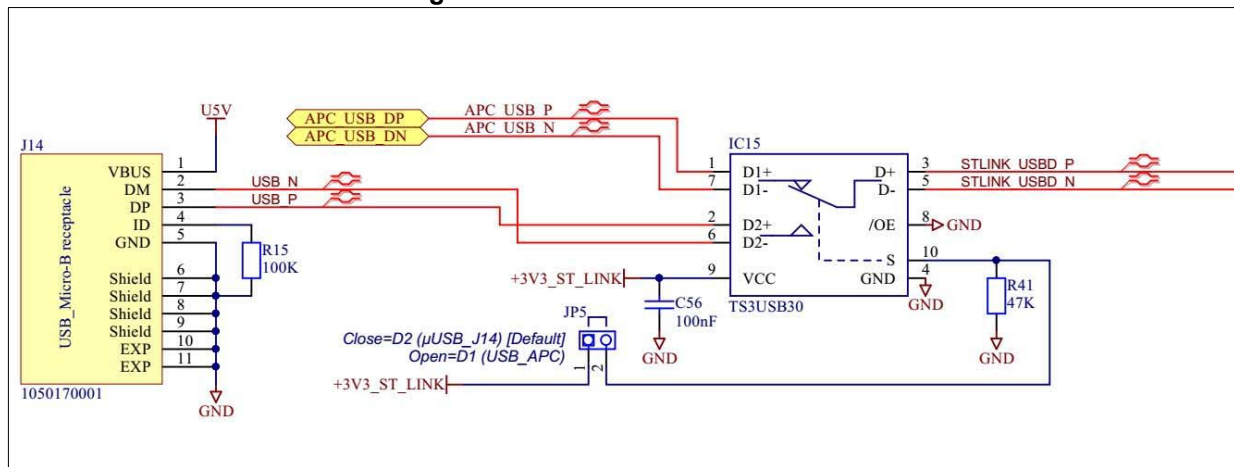 g
U5V
APC_USB_DP
APC_USB_DN
APC_USB_P
APC_USB_N
J14
USB_Micro-B receptacle
VBUS 1
DM 2
DP 3
ID 4
GND 5
Shield 6
Shield 7
Shield 8
Shield 9
EXP 10
EXP 11
1050170001
GND
USB_N
USB_P
R15
100K
IC15
1 D1+
7 D1-
2 D2+
6 D2-
9 VCC
D+ 3
D- 5
/OE 8
S 10
GND 4
TS3USB30
STLINK_USBD_P
STLINK_USBD_N
GND
GND
R41
47K
GND
+3V3_ST_LINK
C56
100nF
GND
JP5
Close=D2 (µUSB_J14) [Default]
Open=D1 (USB_APC)
1
2
+3V3_ST_LINK